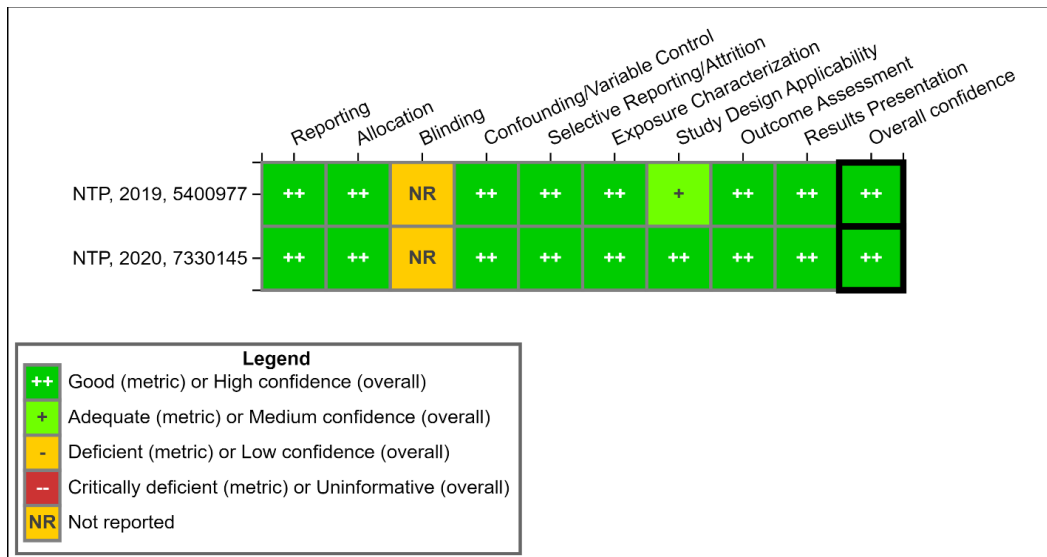 Reporting
Allocation
Blinding
Confounding/Variable Control
Selective Reporting/Attrition
Exposure Characterization
Study Design Applicability
Outcome Assessment
Results Presentation
Overall confidence
NTP, 2019, 5400977 ++ ++ NR ++ ++ ++ + ++ ++ ++
NTP, 2020, 7330145 ++ ++ NR ++ ++ ++ ++ ++ ++ ++
Legend
++ Good (metric) or High confidence (overall)
+ Adequate (metric) or Medium confidence (overall)
- Deficient (metric) or Low confidence (overall)
-- Critically deficient (metric) or Uninformative (overall)
NR Not reported